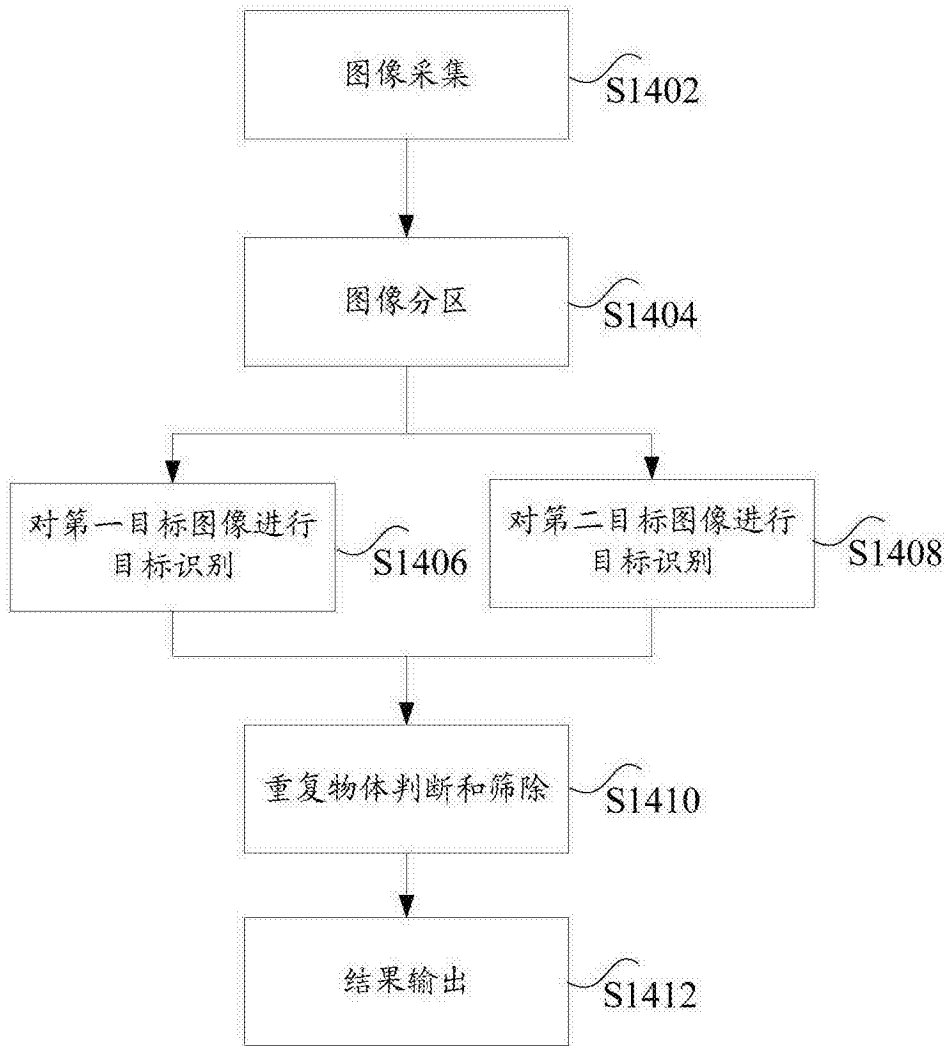 图像采集
S1402
图像分区
S1404
对第一目标图像进行
目标识别
S1406
对第二目标图像进行
目标识别
S1408
重复物体判断和筛除
S1410
结果输出
S1412